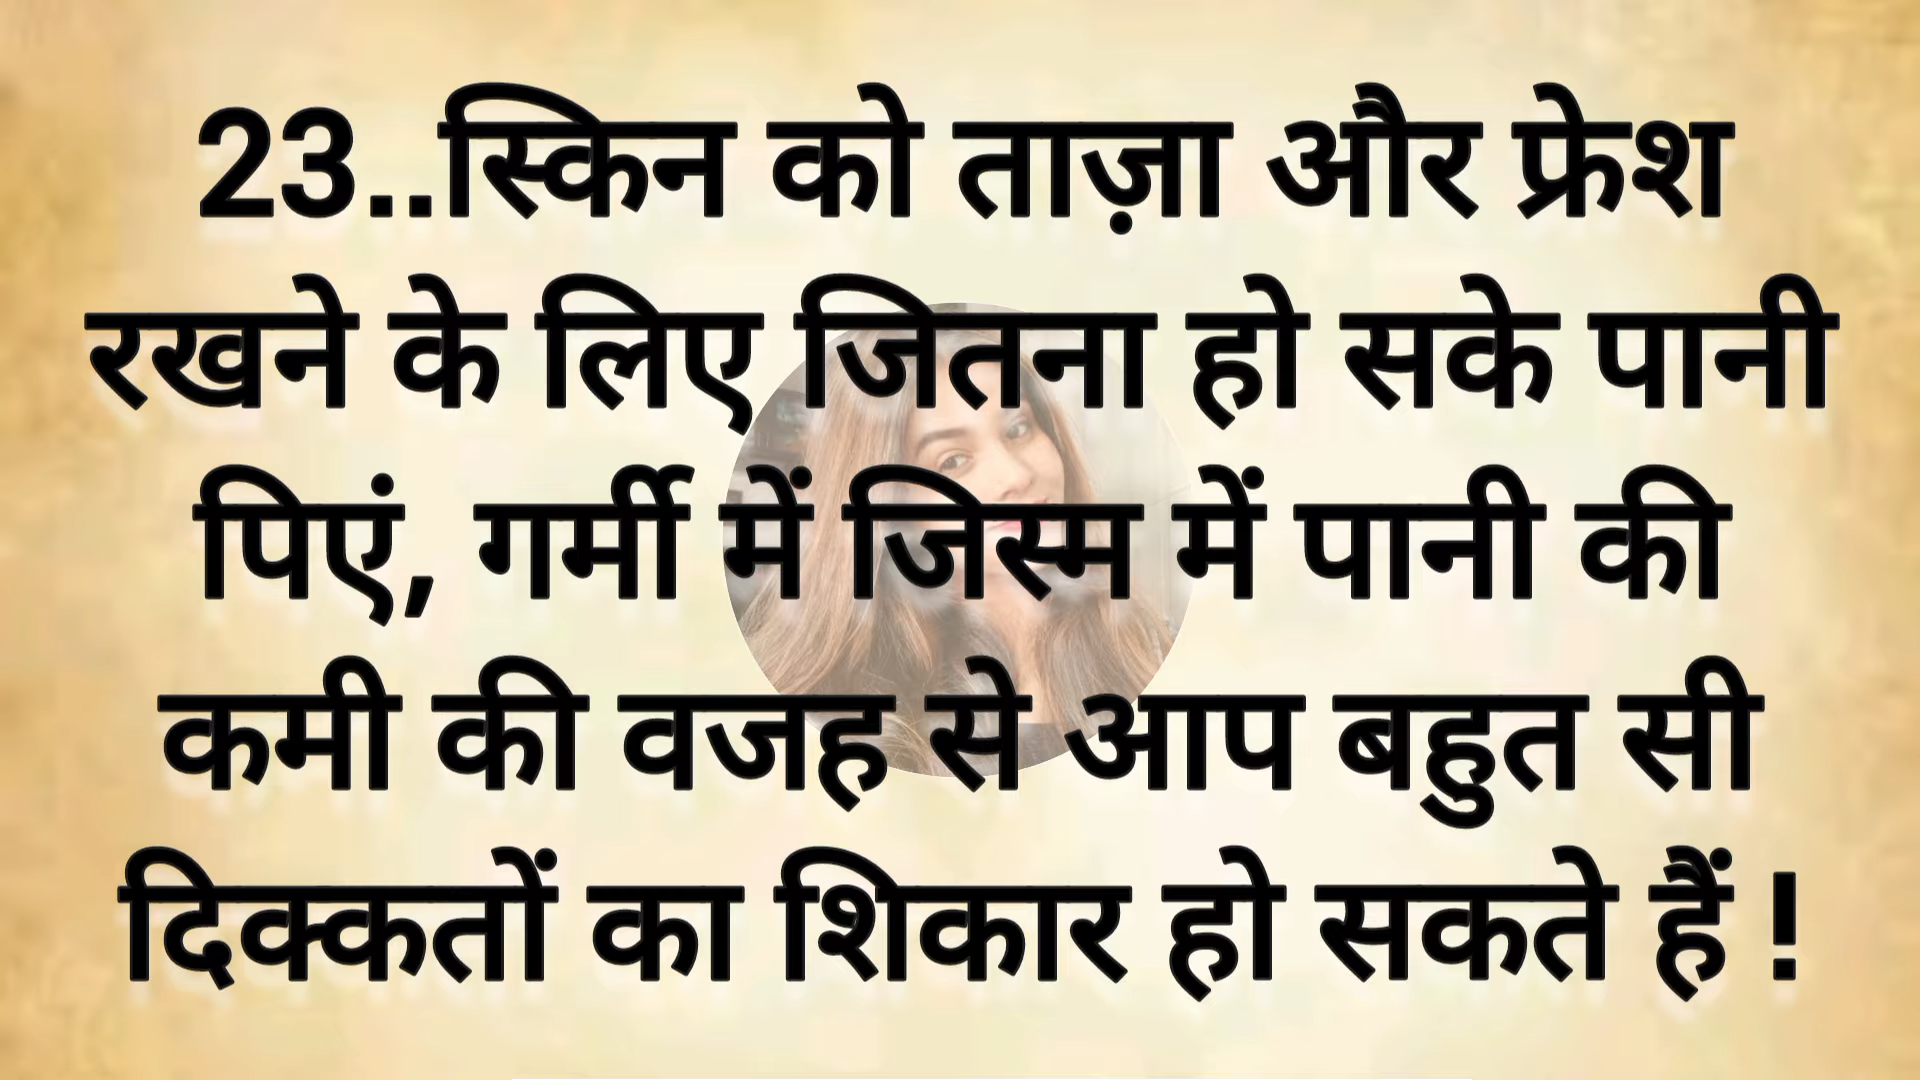 23..स्किन को ताज़ा और फ्रेश
रखने के लिए जितना हो सके पानी
पिएं, गर्मी में जिस्म में पानी की
कमी की वजह से आप बहुत सी
दिक्कतों का शिकार हो सकते हैं !